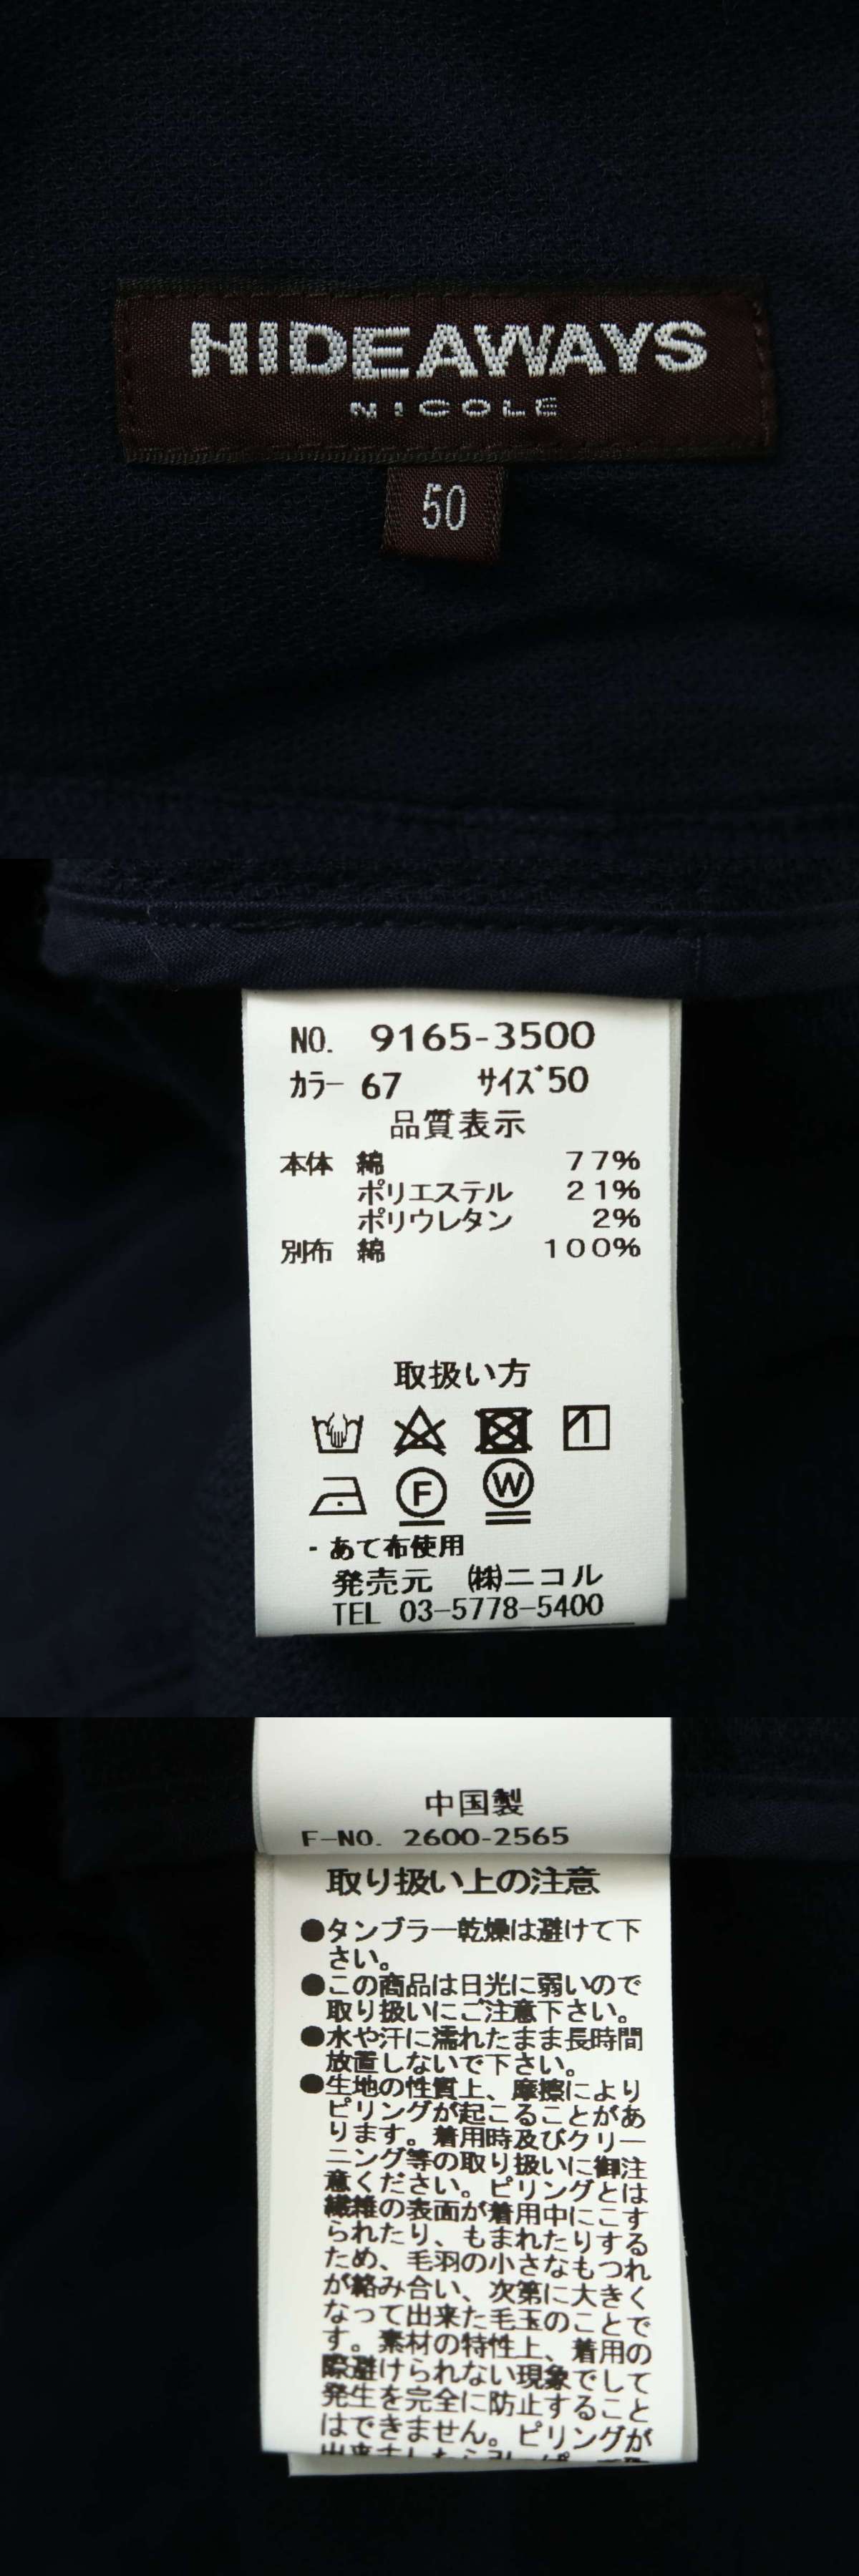 HIDEAWAYS
NICOLE
50
NO. 9165-3500
カラー 67 サイズ50
品質表示
本体 綿 77%
ポリエステル 21%
ポリウレタン 2%
別布 綿 100%
取扱い方
F W
・あて布使用
発売元 ㈱ニコル
TEL 03-5778-5400
中国製
F-NO. 2600-2565
取り扱い上の注意
●タンブラー乾燥は避けて下
さい。
●この商品は日光に弱いので
取り扱いにご注意下さい。
●水や汗に濡れたまま長時間
放置しないで下さい。
●生地の性質上、摩擦により
ピリングが起こることがあ
ります。着用時及びクリー
ニング等の取り扱いに御注
意ください。ピリングとは
繊維の表面が着用中にこす
られたり、もまれたりする
ため、毛羽の小さなもつれ
が絡み合い、次第に大きく
なって出来た毛玉のことで
す。素材の特性上、着用の
際避けられない現象でして
発生を完全に防止すること
はできません。ピリングが